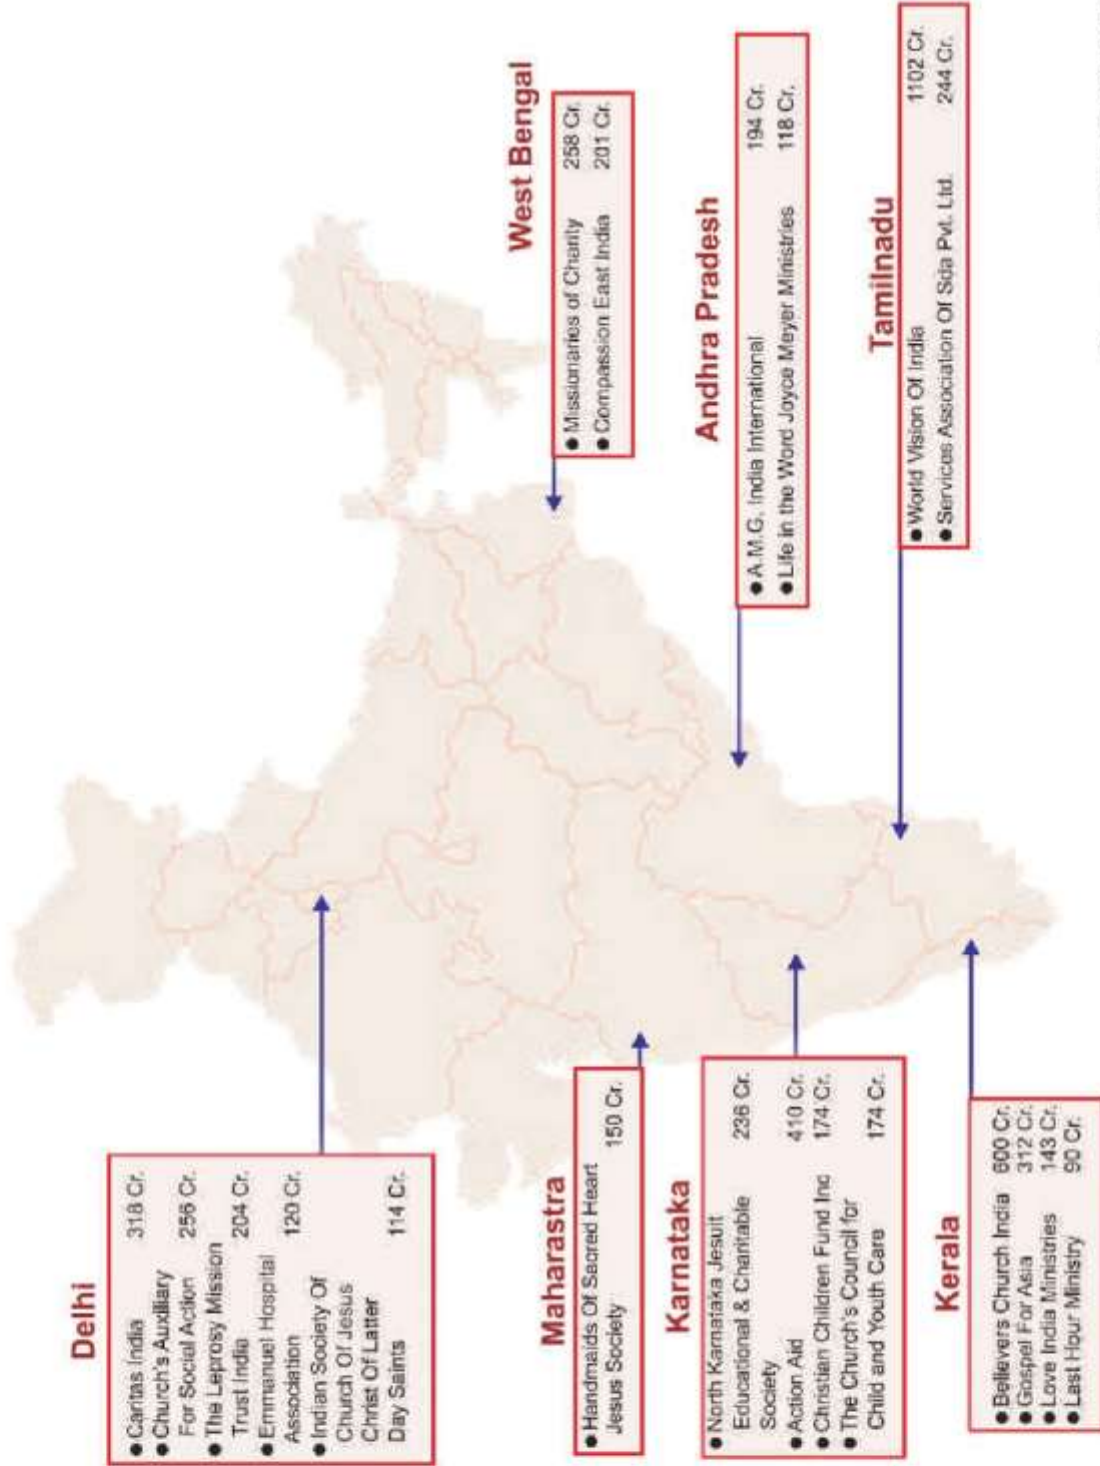 Delhi
●Caritas India 318 Cr.
●Church's Auxiliary
For Social Action 256 Cr.
●The Leprosy Mission
Trust India 204 Cr.
●Emmanuel Hospital
Association 120 Cr.
●Indian Society Of
Church Of Jesus
Christ Of Latter
Day Saints 114 Cr.
Maharastra
●Handmaids Of Sacred Heart
Jesus Society 150 Cr.
Karnataka
●North Karnataka Jesuit
Educational & Charitable 236 Cr.
Society
●Action Aid 410 Cr.
●Christian Children Fund Inc 174 Cr.
●The Church's Council for
Child and Youth Care 174 Cr.
Kerala
●Believers Church India 600 Cr.
●Gospel For Asia 312 Cr.
●Love India Ministries 143 Cr.
●Last Hour Ministry 90 Cr.
West Bengal
●Missionaries of Charity 258 Cr.
●Compassion East India 201 Cr.
Andhra Pradesh
●A.M.G. India International 194 Cr.
●Life in the Word Joyce Meyer Ministries 118 Cr.
Tamilnadu
●World Vision Of India 1102 Cr.
●Services Association Of Sda Pvt. Ltd. 244 Cr.